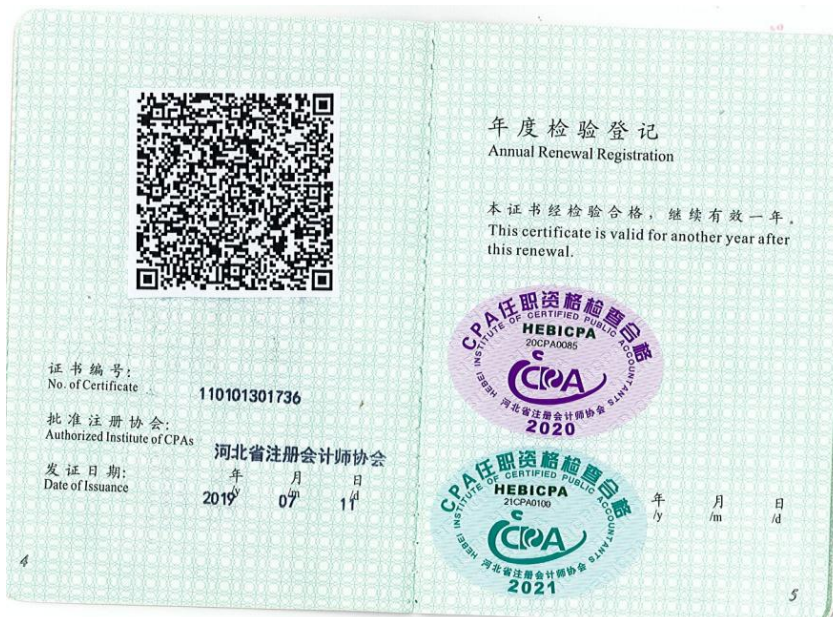 证书编号:
No. of Certificate
110101301736
批准注册协会:
Authorized Institute of CPAs
河北省注册会计师协会
发证日期:
Date of Issuance
年 月 日
2019 /y 07 /m 11 /d
4
年度检验登记
Annual Renewal Registration
本证书经检验合格，继续有效一年。
This certificate is valid for another year after
this renewal.
CPA任职资格检查合格
HEBEI INSTITUTE OF CERTIFIED PUBLIC ACCOUNTANTS
HEBICPA
20CPA0085
CPA
河北省注册会计师协会
2020
CPA任职资格检查合格
HEBEI INSTITUTE OF CERTIFIED PUBLIC ACCOUNTANTS
HEBICPA
21CPA0109
CPA
河北省注册会计师协会
2021
年 月 日
/y /m /d
5